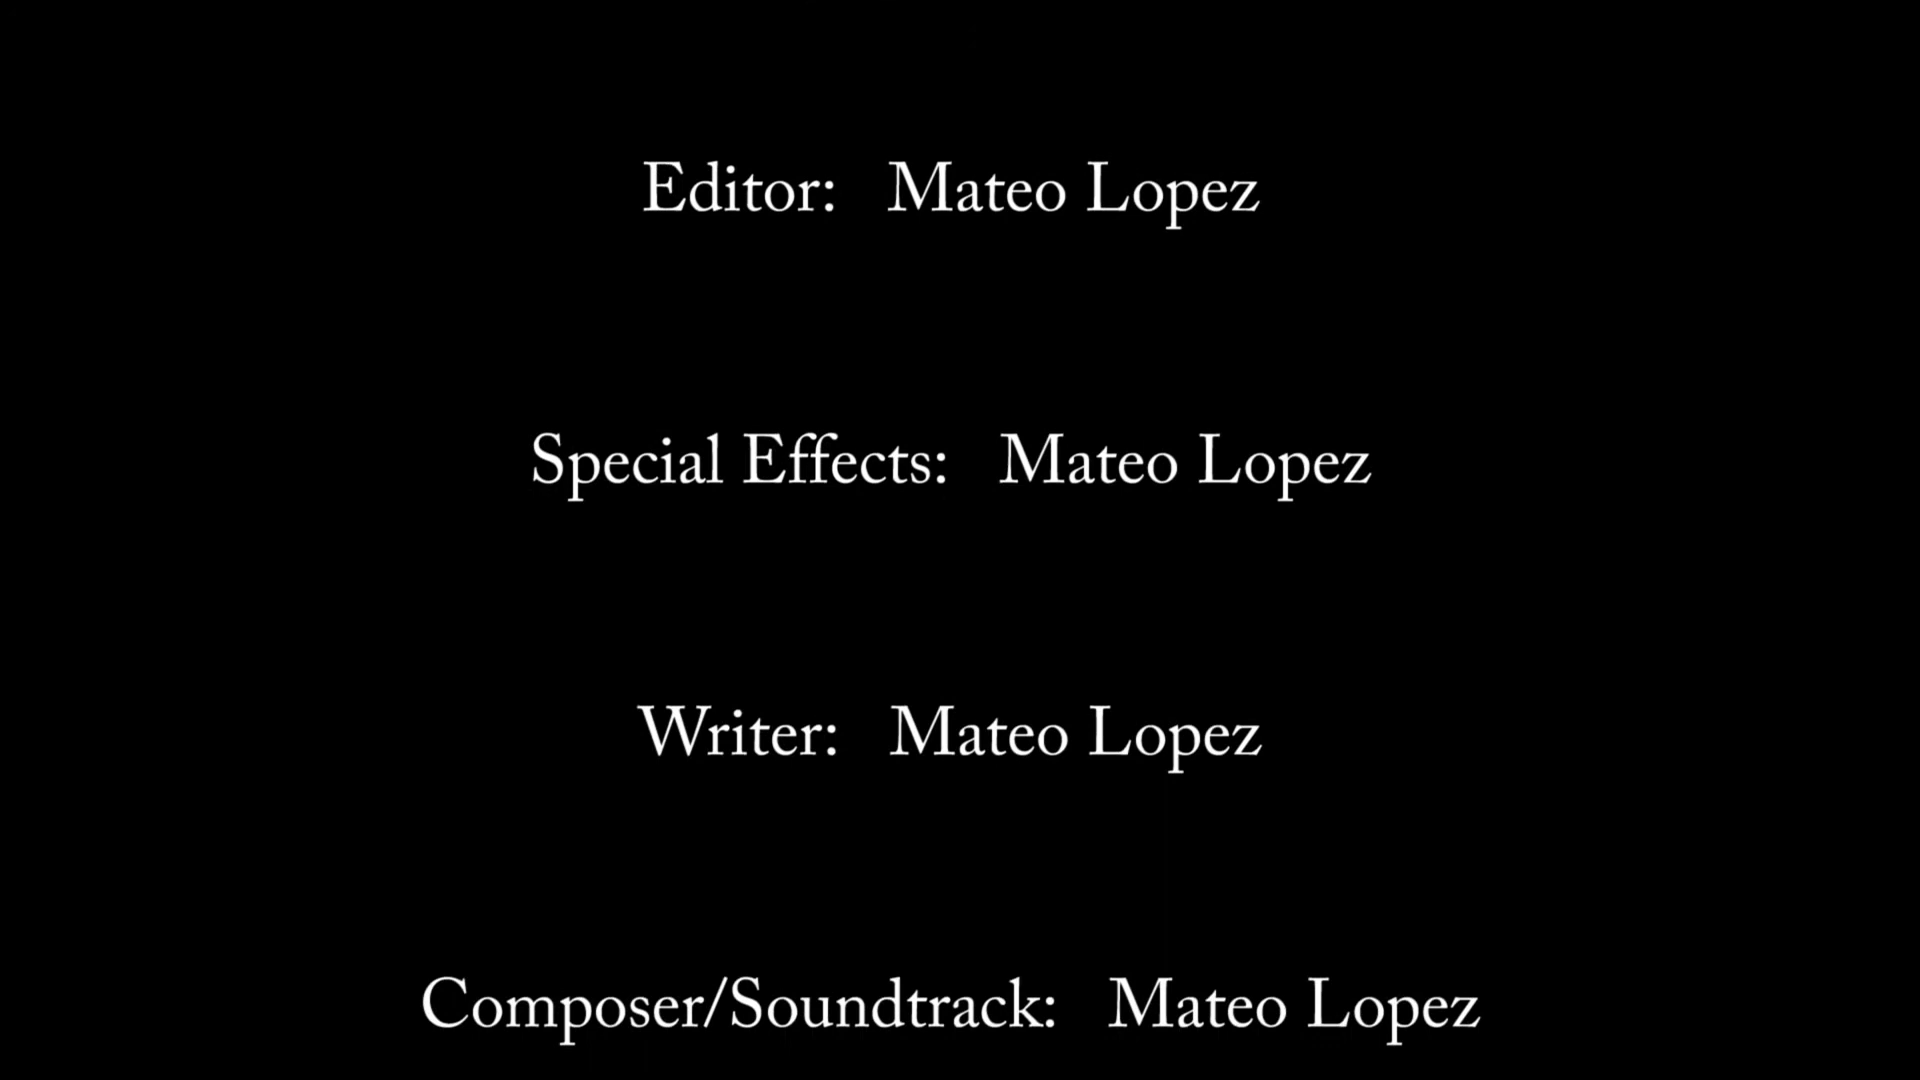 Editor:   Mateo Lopez
Special Effects:   Mateo Lopez
Writer:   Mateo Lopez
Composer/Soundtrack:   Mateo Lopez